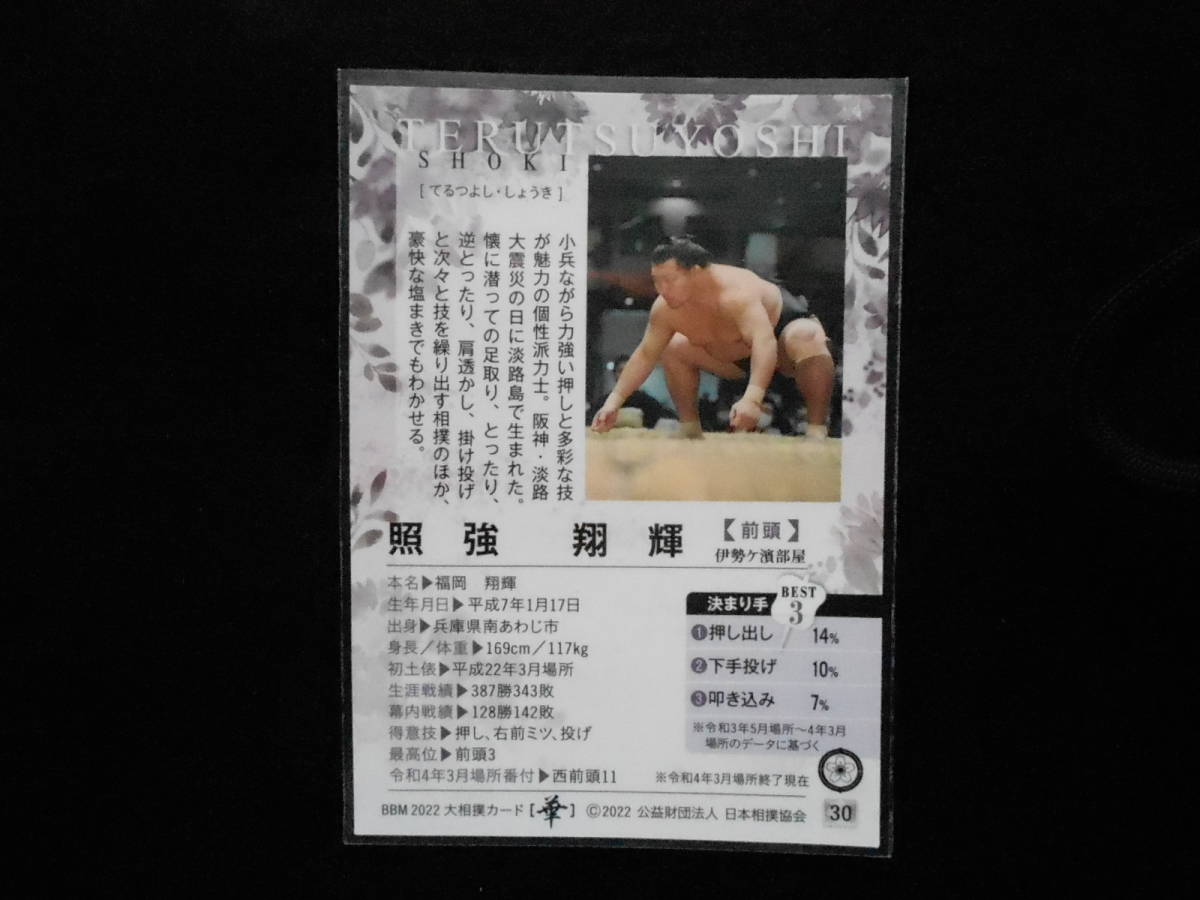 TERUTSUYOSHI
SHOKI
[てるつよし・しょうき]
小兵ながら力強い押しと多彩な技
が魅力の個性派力士。阪神・淡路
大震災の日に淡路島で生まれた。
懐に潜っての足取り、とったり、
逆とったり、肩透かし、掛け投げ
と次々と技を繰り出す相撲のほか、
豪快な塩まきでもわかせる。
照強 翔輝
【前頭】
伊勢ケ濱部屋
本名▶福岡 翔輝
生年月日▶平成7年1月17日
出身▶兵庫県南あわじ市
身長/体重▶169cm/117kg
初土俵▶平成22年3月場所
生涯戦績▶387勝343敗
幕内戦績▶128勝142敗
得意技▶押し、右前ミツ、投げ
最高位▶前頭3
令和4年3月場所番付▶西前頭11
決まり手 BEST 3
①押し出し 14%
②下手投げ 10%
③叩き込み 7%
※令和3年5月場所〜4年3月
場所のデータに基づく
※令和4年3月場所終了現在
BBM 2022 大相撲カード [華] ©2022 公益財団法人 日本相撲協会
30